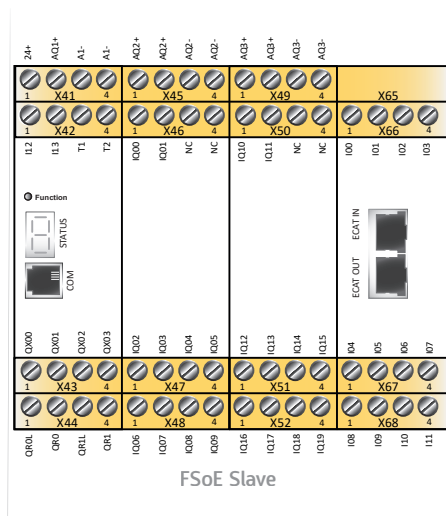 24+ AQ1+ A1- A1- AQ2+ AQ2+ AQ2- AQ2- AQ3+ AQ3+ AQ3- AQ3-
1 X41 4 1 X45 4 1 X49 4 X65
1 X42 4 1 X46 4 1 X50 4 1 X66 4
I12 I13 T1 T2 IQ00 IQ01 NC NC IQ10 IQ11 NC NC I00 I01 I02 I03
Function
STATUS
COM
ECAT IN
ECAT OUT
QX00 QX01 QX02 QX03 IQ02 IQ03 IQ04 IQ05 IQ12 IQ13 IQ14 IQ15 I04 I05 I06 I07
1 X43 4 1 X47 4 1 X51 4 1 X67 4
1 X44 4 1 X48 4 1 X52 4 1 X68 4
QR0L QR0 QR1L QR1 IQ06 IQ07 IQ08 IQ09 IQ16 IQ17 IQ18 IQ19 I08 I09 I10 I11
FSoE Slave